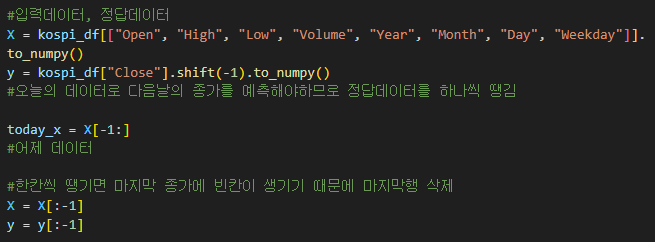 #입력데이터, 정답데이터
X = kospi_df[["Open", "High", "Low", "Volume", "Year", "Month", "Day", "Weekday"]].
to_numpy()
y = kospi_df["Close"].shift(-1).to_numpy()
#오늘의 데이터로 다음날의 종가를 예측해야하므로 정답데이터를 하나씩 땡김
today_x = X[-1:]
#어제 데이터
#한칸씩 땡기면 마지막 종가에 빈칸이 생기기 때문에 마지막행 삭제
X = X[:-1]
y = y[:-1]